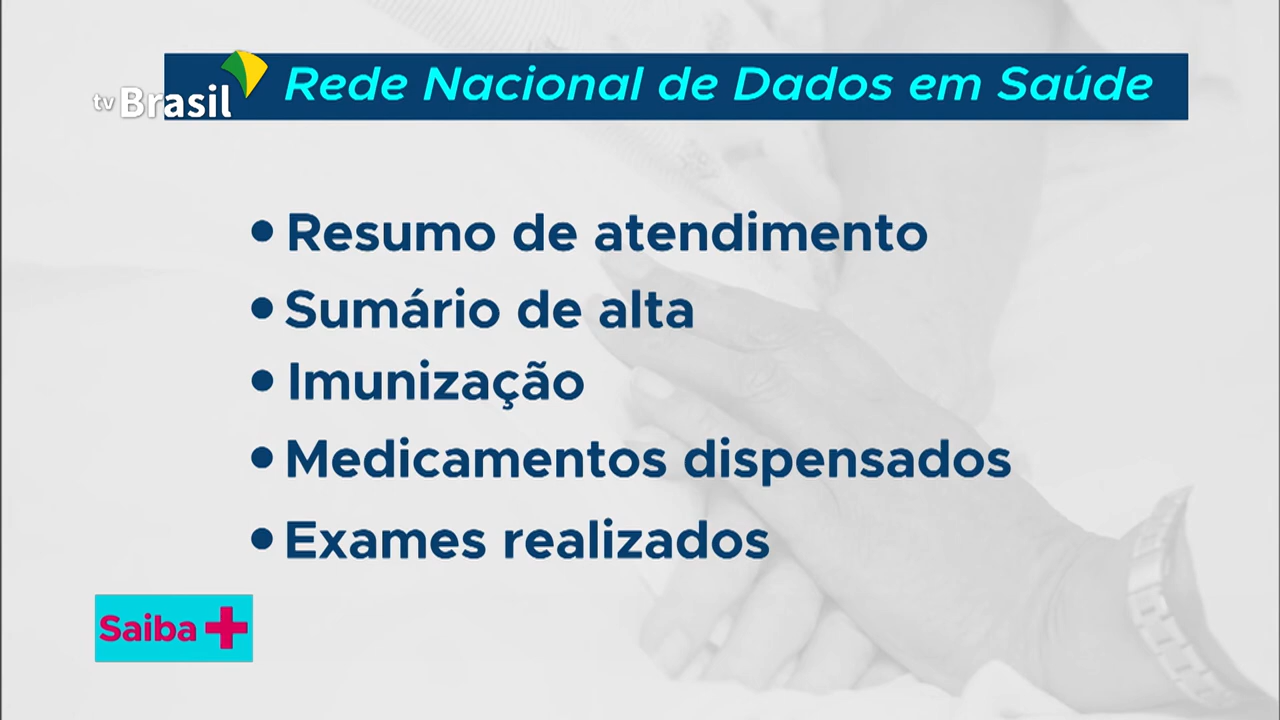 tv Brasil
Rede Nacional de Dados em Saúde
• Resumo de atendimento
• Sumário de alta
• Imunização
• Medicamentos dispensados
• Exames realizados
Saiba +